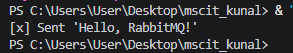 PS C:\Users\User\Desktop\mscit_kunal> & 
[x] Sent 'Hello, RabbitMQ!'
PS C:\Users\User\Desktop\mscit_kunal>